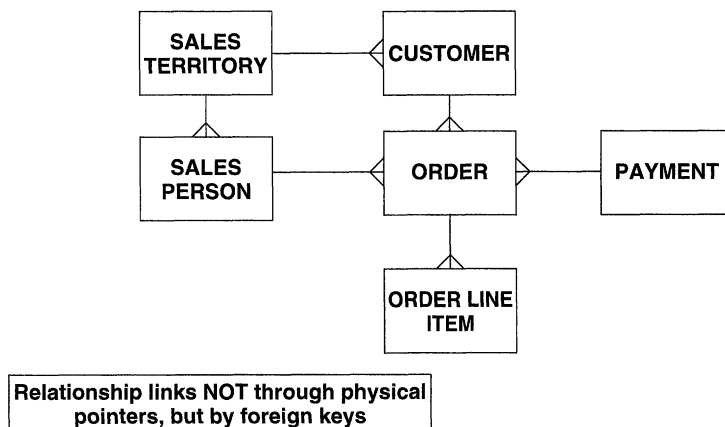 SALES
TERRITORY
CUSTOMER
SALES
PERSON
ORDER
PAYMENT
ORDER LINE
ITEM
Relationship links NOT through physical
pointers, but by foreign keys